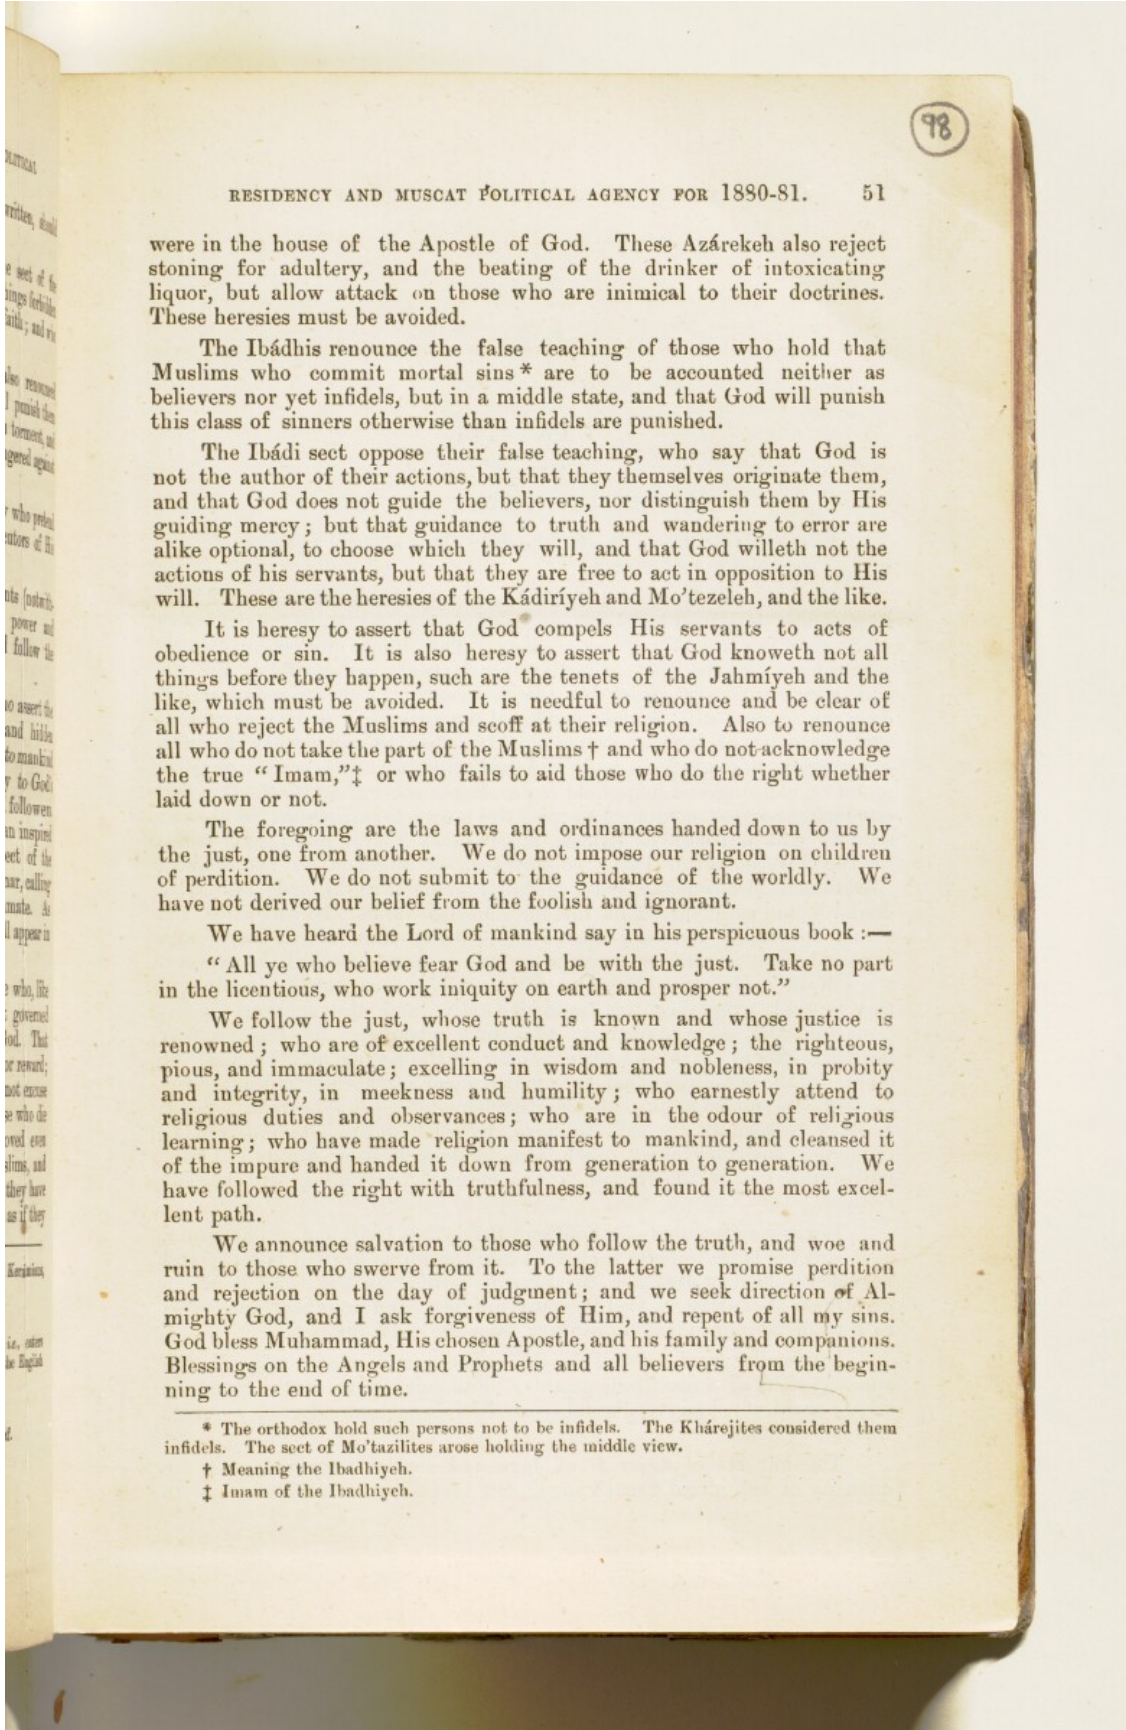 98
RESIDENCY AND MUSCAT POLITICAL AGENCY FOR 1880-81. 51
were in the house of the Apostle of God. These Azárekeh also reject
stoning for adultery, and the beating of the drinker of intoxicating
liquor, but allow attack on those who are inimical to their doctrines.
These heresies must be avoided.
The Ibádhis renounce the false teaching of those who hold that
Muslims who commit mortal sins * are to be accounted neither as
believers nor yet infidels, but in a middle state, and that God will punish
this class of sinners otherwise than infidels are punished.
The Ibádi sect oppose their false teaching, who say that God is
not the author of their actions, but that they themselves originate them,
and that God does not guide the believers, nor distinguish them by His
guiding mercy; but that guidance to truth and wandering to error are
alike optional, to choose which they will, and that God willeth not the
actions of his servants, but that they are free to act in opposition to His
will. These are the heresies of the Kádiríyeh and Mo'tezeleh, and the like.
It is heresy to assert that God compels His servants to acts of
obedience or sin. It is also heresy to assert that God knoweth not all
things before they happen, such are the tenets of the Jahmíyeh and the
like, which must be avoided. It is needful to renounce and be clear of
all who reject the Muslims and scoff at their religion. Also to renounce
all who do not take the part of the Muslims † and who do not acknowledge
the true "Imam,"‡ or who fails to aid those who do the right whether
laid down or not.
The foregoing are the laws and ordinances handed down to us by
the just, one from another. We do not impose our religion on children
of perdition. We do not submit to the guidance of the worldly. We
have not derived our belief from the foolish and ignorant.
We have heard the Lord of mankind say in his perspicuous book :—
"All ye who believe fear God and be with the just. Take no part
in the licentious, who work iniquity on earth and prosper not."
We follow the just, whose truth is known and whose justice is
renowned; who are of excellent conduct and knowledge; the righteous,
pious, and immaculate; excelling in wisdom and nobleness, in probity
and integrity, in meekness and humility; who earnestly attend to
religious duties and observances; who are in the odour of religious
learning; who have made religion manifest to mankind, and cleansed it
of the impure and handed it down from generation to generation. We
have followed the right with truthfulness, and found it the most excel-
lent path.
We announce salvation to those who follow the truth, and woe and
ruin to those who swerve from it. To the latter we promise perdition
and rejection on the day of judgment; and we seek direction of Al-
mighty God, and I ask forgiveness of Him, and repent of all my sins.
God bless Muhammad, His chosen Apostle, and his family and companions.
Blessings on the Angels and Prophets and all believers from the begin-
ning to the end of time.
* The orthodox hold such persons not to be infidels. The Khárejites considered them
infidels. The sect of Mo'tazilites arose holding the middle view.
† Meaning the Ibadhiyeh.
‡ Imam of the Ibadhiyeh.